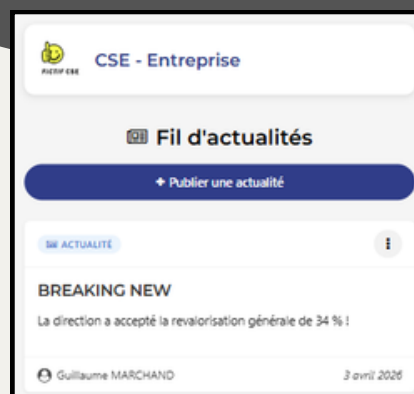 FICTIF CSE
CSE - Entreprise
Fil d'actualités
+ Publier une actualité
ACTUALITÉ
BREAKING NEW
La direction a accepté la revalorisation générale de 34 % !
Guillaume MARCHAND
3 avril 2026